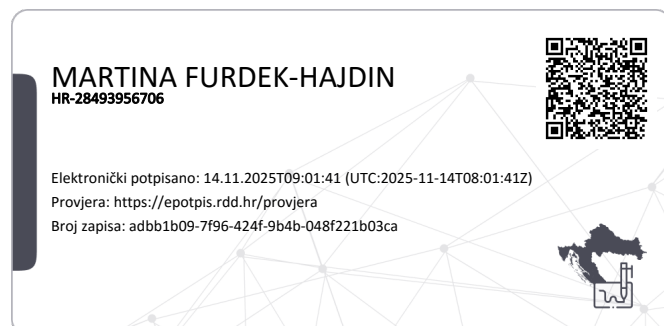 MARTINA FURDEK-HAJDIN
HR-28493956706
Elektronički potpisano: 14.11.2025T09:01:41 (UTC:2025-11-14T08:01:41Z)
Provjera: https://epotpis.rdd.hr/provjera
Broj zapisa: adbb1b09-7f96-424f-9b4b-048f221b03ca